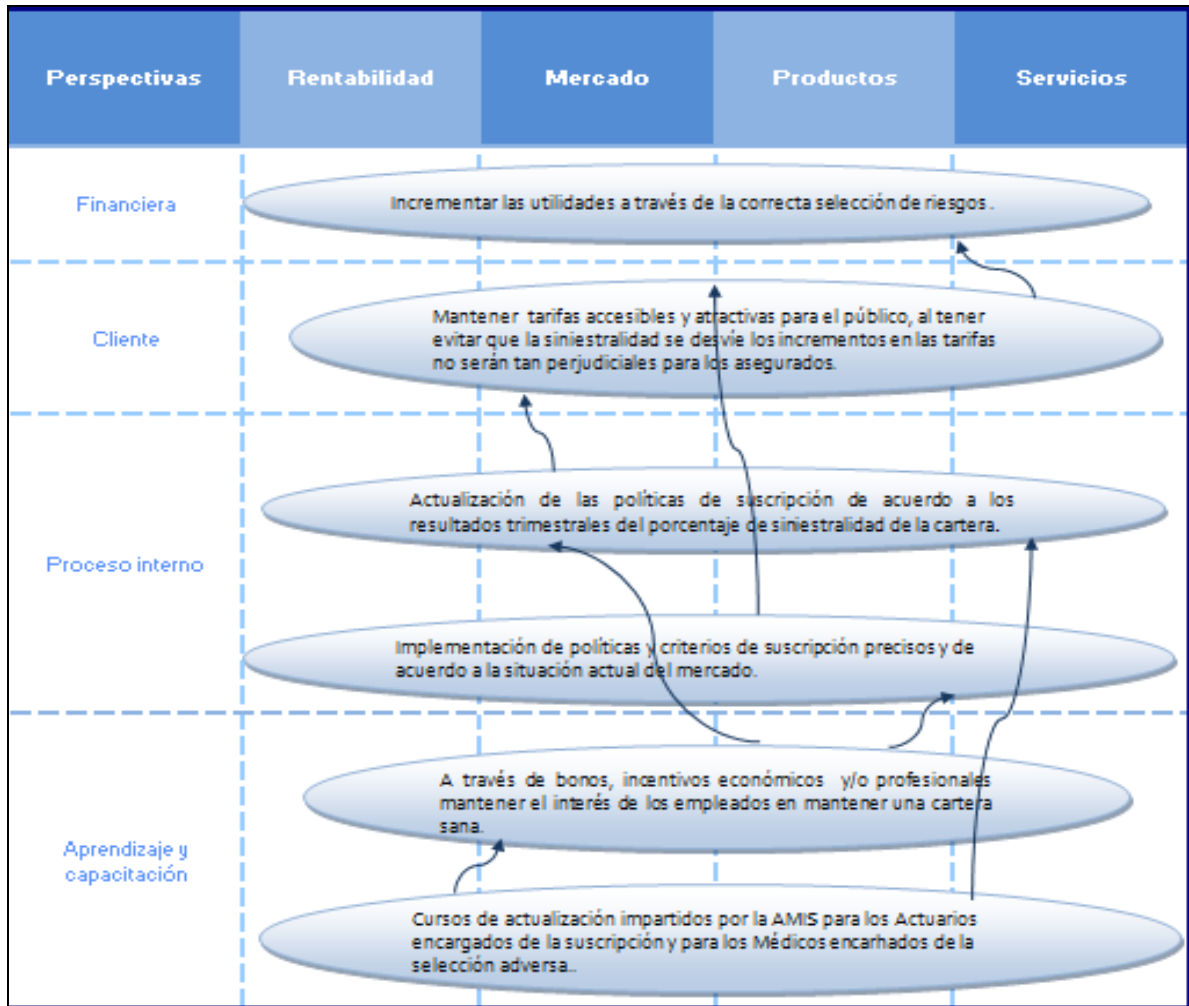 Perspectivas
Rentabilidad
Mercado
Productos
Servicios
Financiera
Incrementar las utilidades a través de la correcta selección de riesgos .
Cliente
Mantener tarifas accesibles y atractivas para el público, al tener
evitar que la siniestralidad se desvíe los incrementos en las tarifas
no serán tan perjudiciales para los asegurados.
Proceso interno
Actualización de las políticas de suscripción de acuerdo a los
resultados trimestrales del porcentaje de siniestralidad de la cartera.
Implementación de políticas y criterios de suscripción precisos y de
acuerdo a la situación actual del mercado.
Aprendizaje y
capacitación
A través de bonos, incentivos económicos y/o profesionales
mantener el interés de los empleados en mantener una cartera
sana.
Cursos de actualización impartidos por la AMIS para los Actuarios
encargados de la suscripción y para los Médicos encarhados de la
selección adversa..